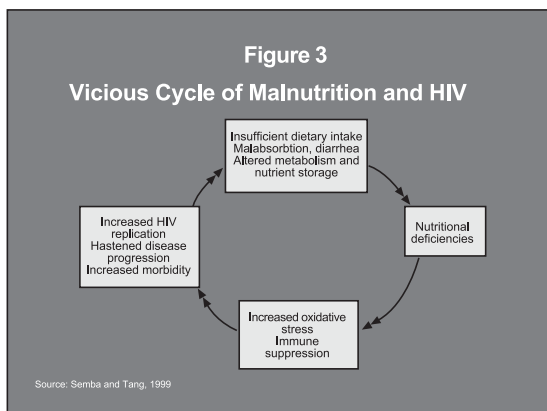 Figure 3
Vicious Cycle of Malnutrition and HIV
Insufficient dietary intake
Malabsorbtion, diarrhea
Altered metabolism and
nutrient storage
Nutritional
deficiencies
Increased oxidative
stress
Immune
suppression
Increased HIV
replication
Hastened disease
progression
Increased morbidity
Source: Semba and Tang, 1999